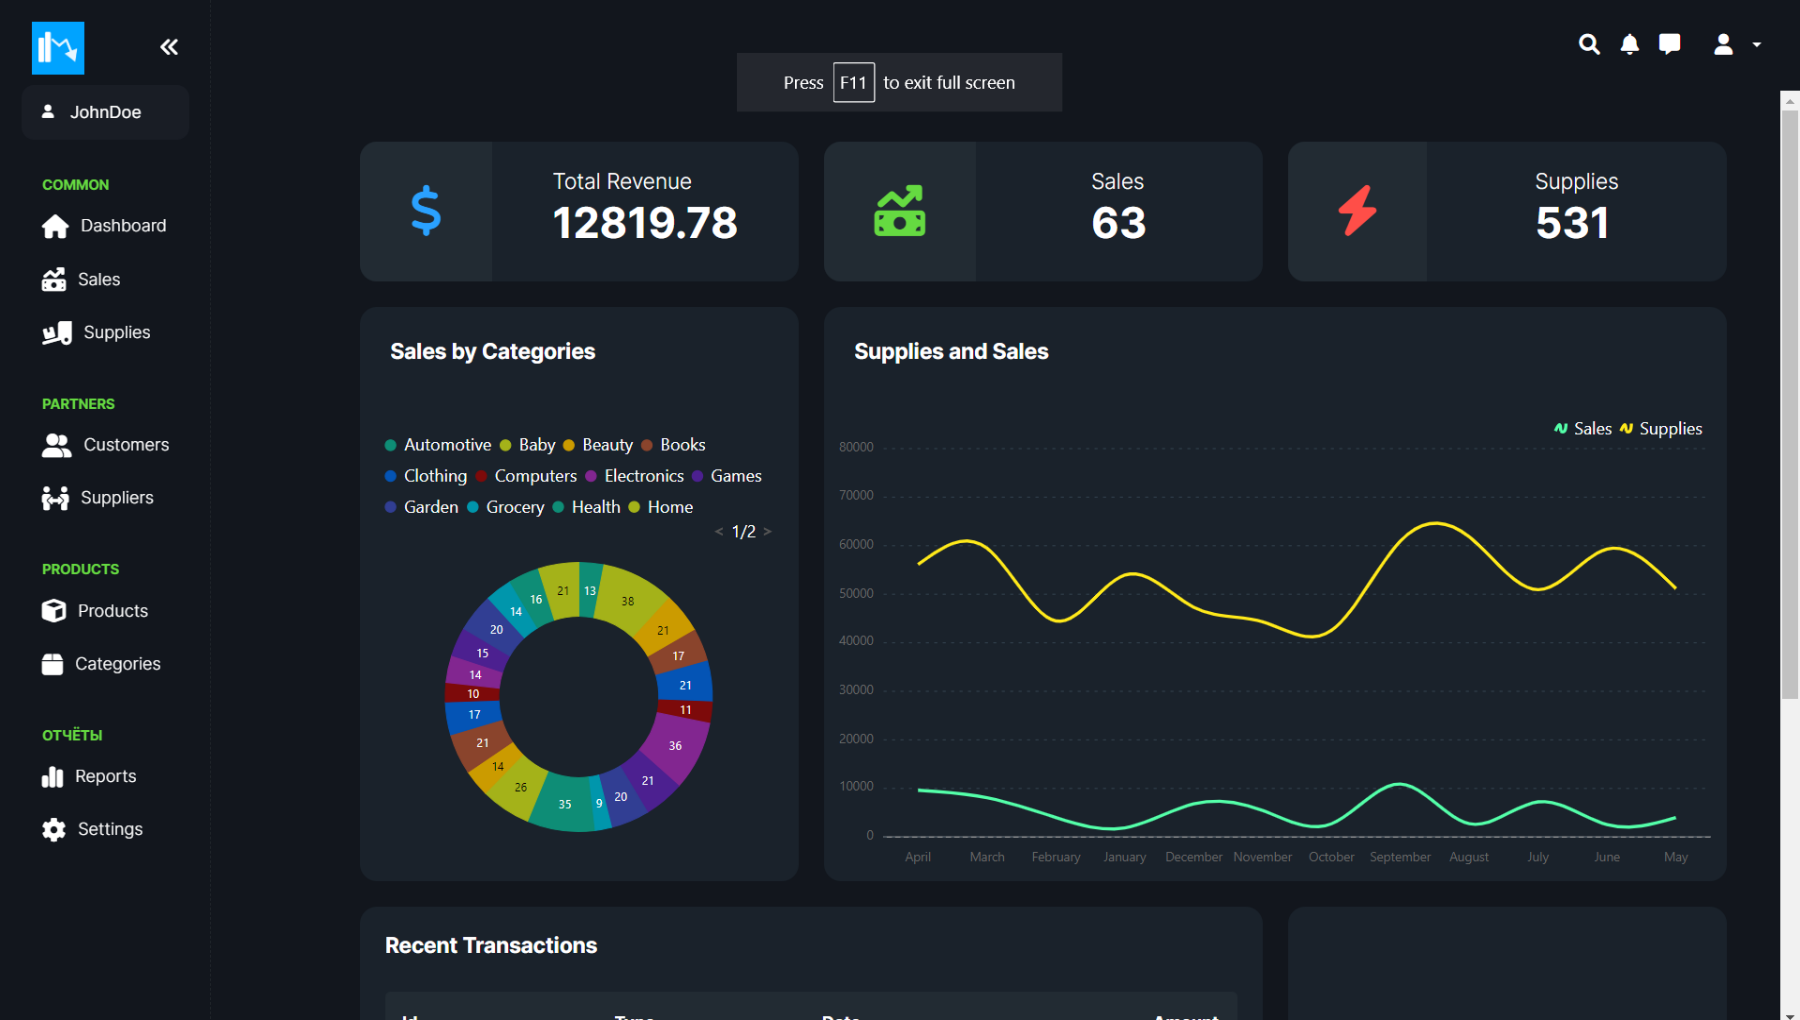 Press F11 to exit full screen
JohnDoe
COMMON
Dashboard
Sales
Supplies
PARTNERS
Customers
Suppliers
PRODUCTS
Products
Categories
ОТЧЁТЫ
Reports
Settings
Total Revenue
12819.78
Sales
63
Supplies
531
Sales by Categories
Automotive Baby Beauty Books
Clothing Computers Electronics Games
Garden Grocery Health Home
< 1/2 >
13
38
21
17
21
11
36
21
20
9
35
26
14
21
17
10
14
15
20
14
16
21
Supplies and Sales
Sales Supplies
80000
70000
60000
50000
40000
30000
20000
10000
0
April March February January December November October September August July June May
Recent Transactions
Id Type Date Amount